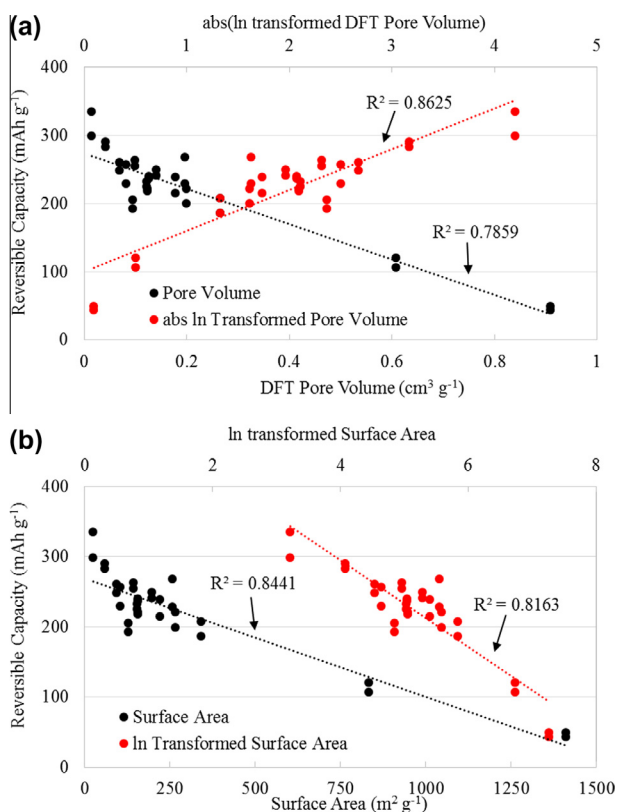 (a)
abs(ln transformed DFT Pore Volume)
0 1 2 3 4 5
400
300
200
100
0
Reversible Capacity (mAh g⁻¹)
R² = 0.8625
R² = 0.7859
Pore Volume
abs ln Transformed Pore Volume
0 0.2 0.4 0.6 0.8 1
DFT Pore Volume (cm³ g⁻¹)
(b)
ln transformed Surface Area
0 2 4 6 8
400
300
200
100
0
Reversible Capacity (mAh g⁻¹)
R² = 0.8441
R² = 0.8163
Surface Area
ln Transformed Surface Area
0 250 500 750 1000 1250 1500
Surface Area (m² g⁻¹)